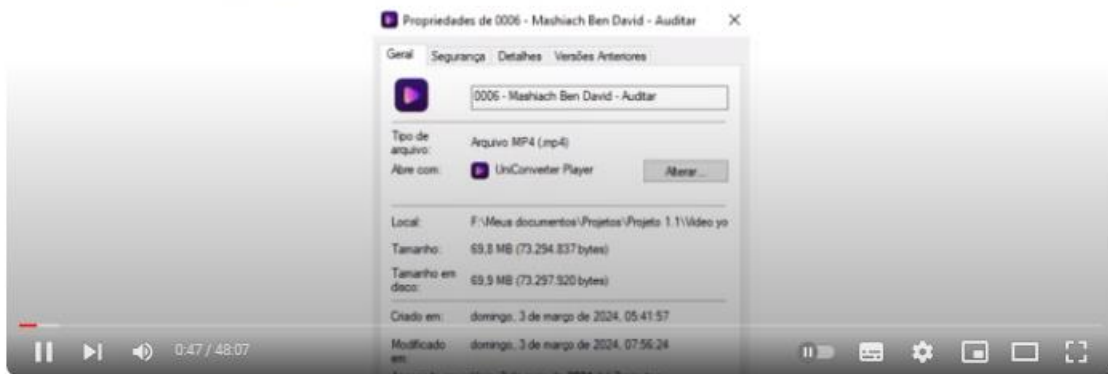 Propriedades de 0006 - Mashiach Ben David - Auditar
Geral Segurança Detalhes Versões Anteriores
0006 - Mashiach Ben David - Auditar
Tipo de arquivo: Arquivo MP4 (.mp4)
Abre com: UniConverter Player Alterar...
Local: F:\Meus documentos\Projetos\Projeto 1.1\Video yo
Tamanho: 69,8 MB (73.294.837 bytes)
Tamanho em disco: 69,9 MB (73.297.920 bytes)
Criado em: domingo, 3 de março de 2024, 05:41:57
Modificado em: domingo, 3 de março de 2024, 07:56:24
0:47 / 48:07